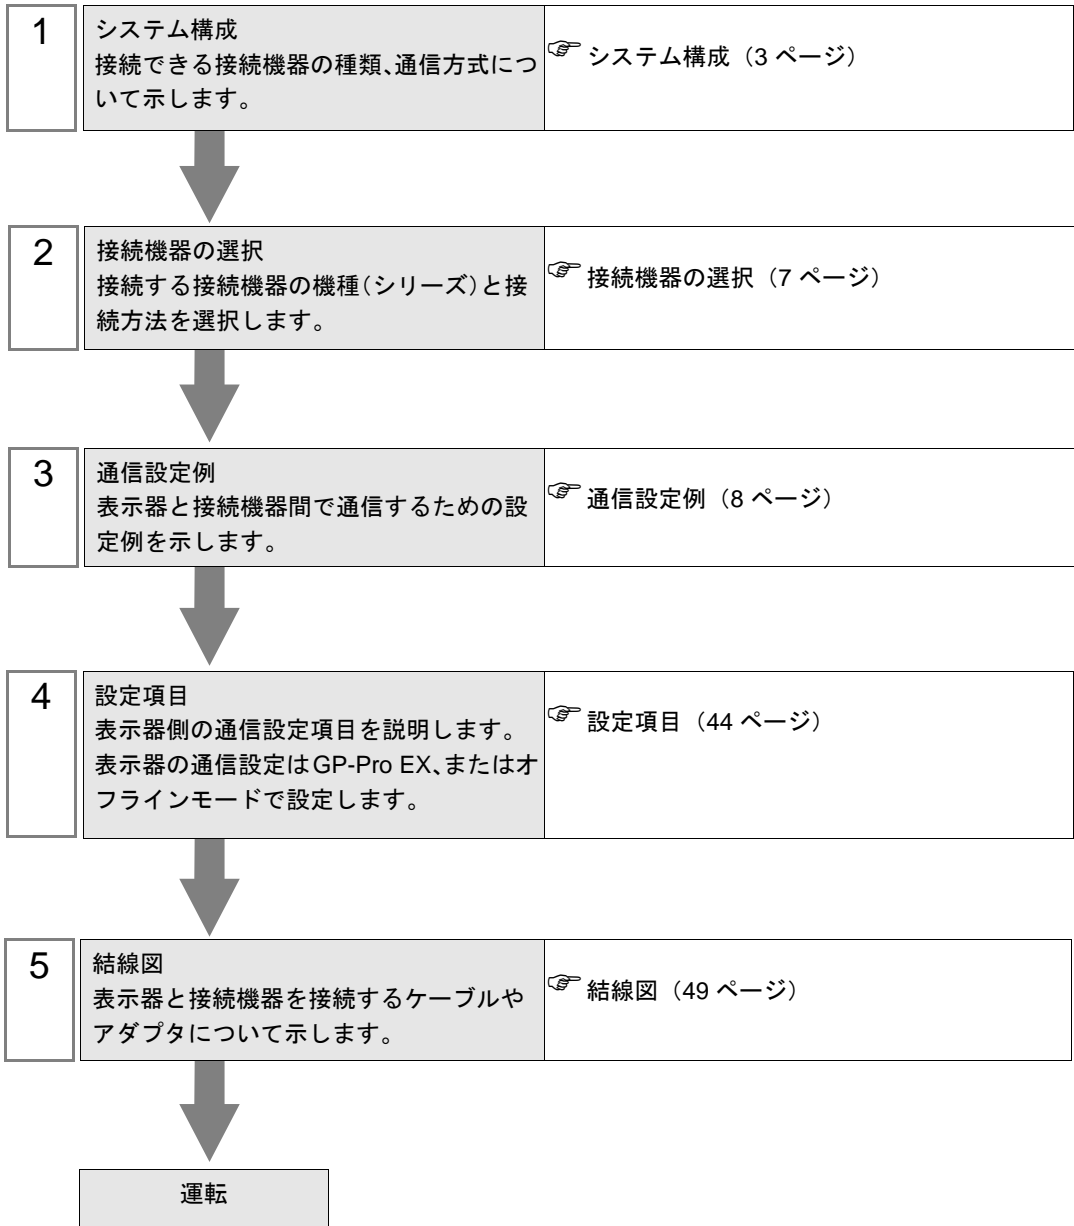 1
システム構成
接続できる接続機器の種類、通信方式につ
いて示します。
☞ システム構成（3 ページ）
2
接続機器の選択
接続する接続機器の機種（シリーズ）と接
続方法を選択します。
☞ 接続機器の選択（7 ページ）
3
通信設定例
表示器と接続機器間で通信するための設
定例を示します。
☞ 通信設定例（8 ページ）
4
設定項目
表示器側の通信設定項目を説明します。
表示器の通信設定はGP-Pro EX、またはオ
フラインモードで設定します。
☞ 設定項目（44 ページ）
5
結線図
表示器と接続機器を接続するケーブルや
アダプタについて示します。
☞ 結線図（49 ページ）
運転